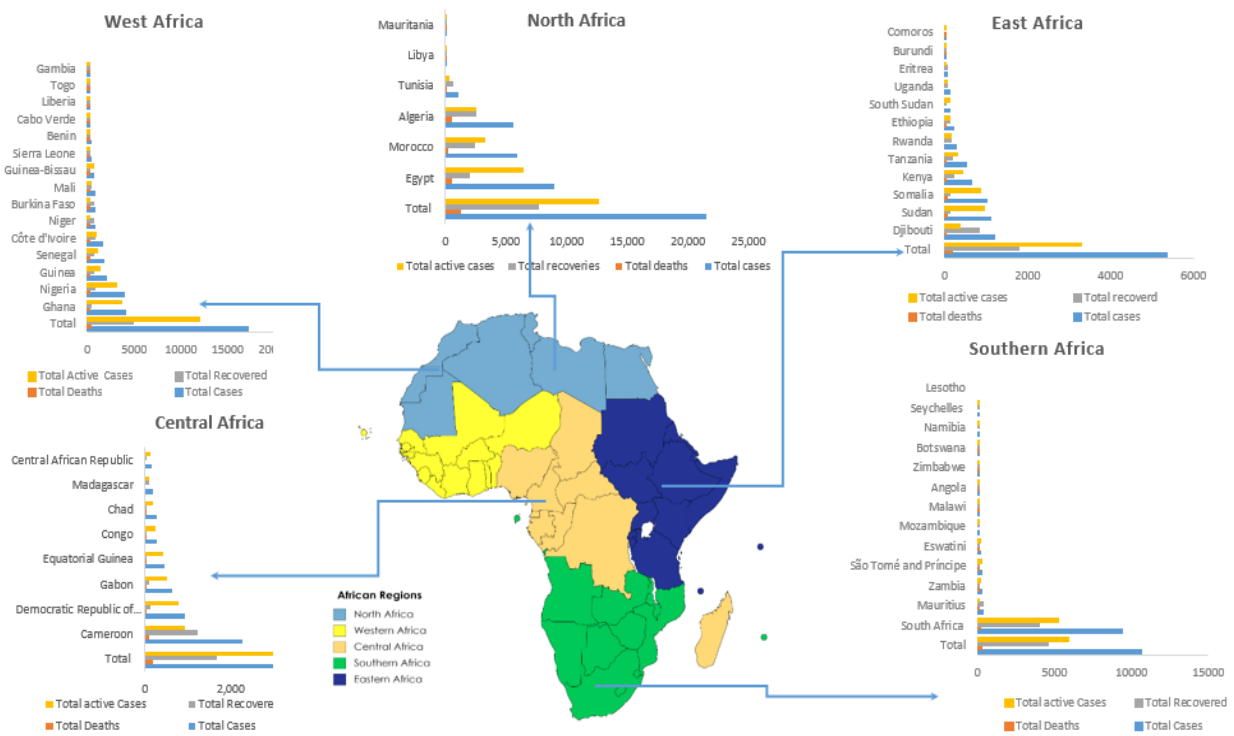 West Africa
Gambia
Togo
Liberia
Cabo Verde
Benin
Sierra Leone
Guinea-Bissau
Mali
Burkina Faso
Niger
Côte d'Ivoire
Senegal
Guinea
Nigeria
Ghana
Total
0 5000 10000 15000 20
Total Active Cases Total Recovered
Total Deaths Total Cases
North Africa
Mauritania
Libya
Tunisia
Algeria
Morocco
Egypt
Total
0 5,000 10,000 15,000 20,000 25,000
Total active cases Total recoveries Total deaths Total cases
East Africa
Comoros
Burundi
Eritrea
Uganda
South Sudan
Ethiopia
Rwanda
Tanzania
Kenya
Somalia
Sudan
Djibouti
Total
0 2000 4000 6000
Total active cases Total recoverd
Total deaths Total cases
Central Africa
Central African Republic
Madagascar
Chad
Congo
Equatorial Guinea
Gabon
Democratic Republic of...
Cameroon
Total
0 2,000
Total active Cases Total Recovere
Total Deaths Total Cases
African Regions
North Africa
Western Africa
Central Africa
Southern Africa
Eastern Africa
Southern Africa
Lesotho
Seychelles
Namibia
Botswana
Zimbabwe
Angola
Malawi
Mozambique
Eswatini
São Tomé and Príncipe
Zambia
Mauritius
South Africa
Total
0 5000 10000 15000
Total active Cases Total Recovered
Total Deaths Total Cases